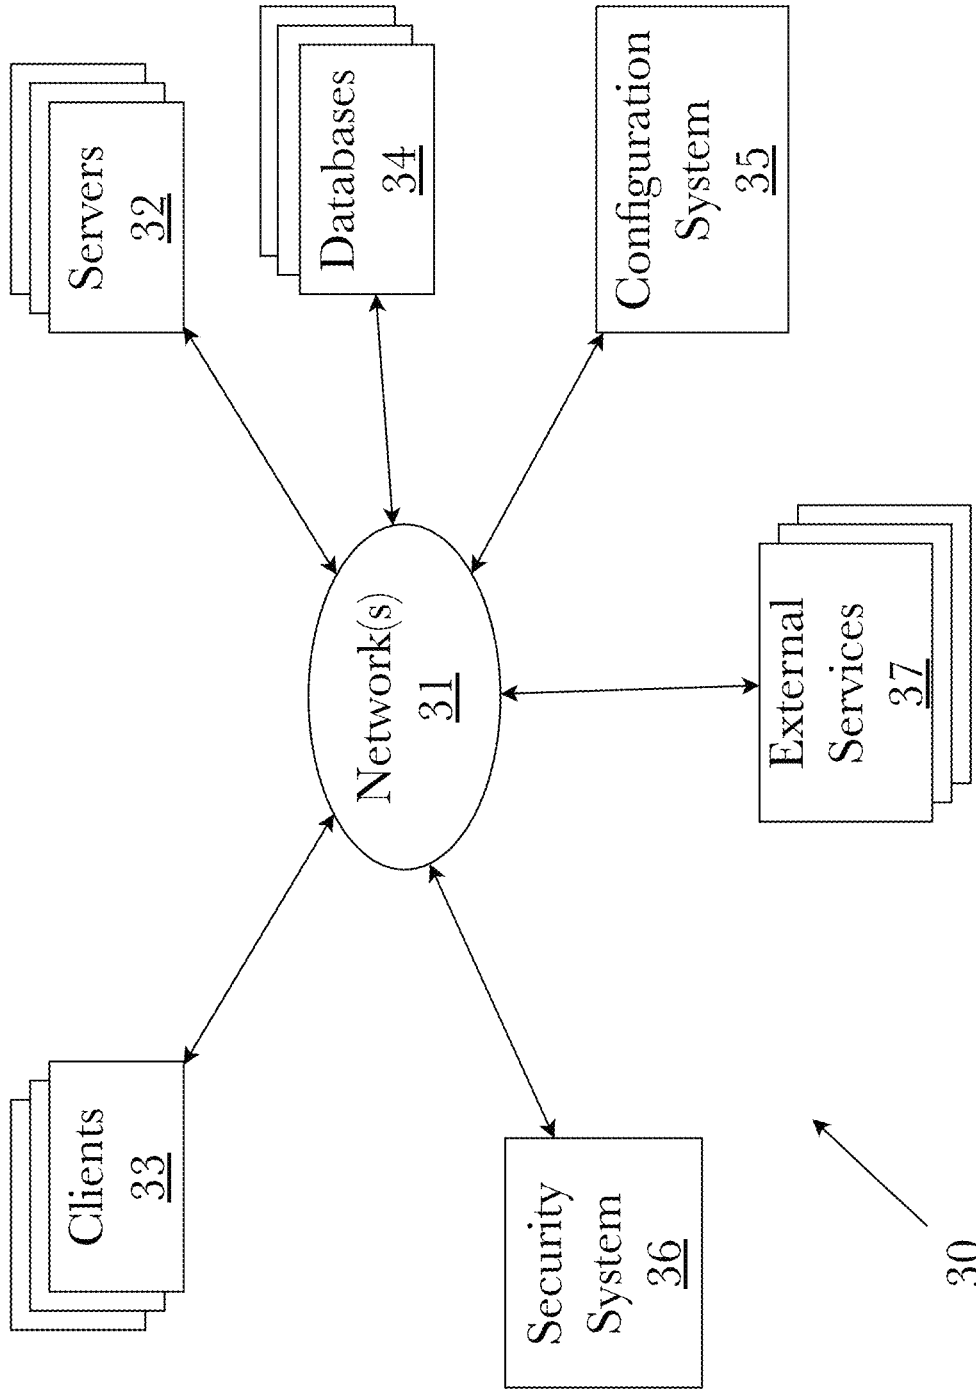 Clients
33
Servers
32
Network(s)
31
Databases
34
Security
System
36
External
Services
37
Configuration
System
35
30